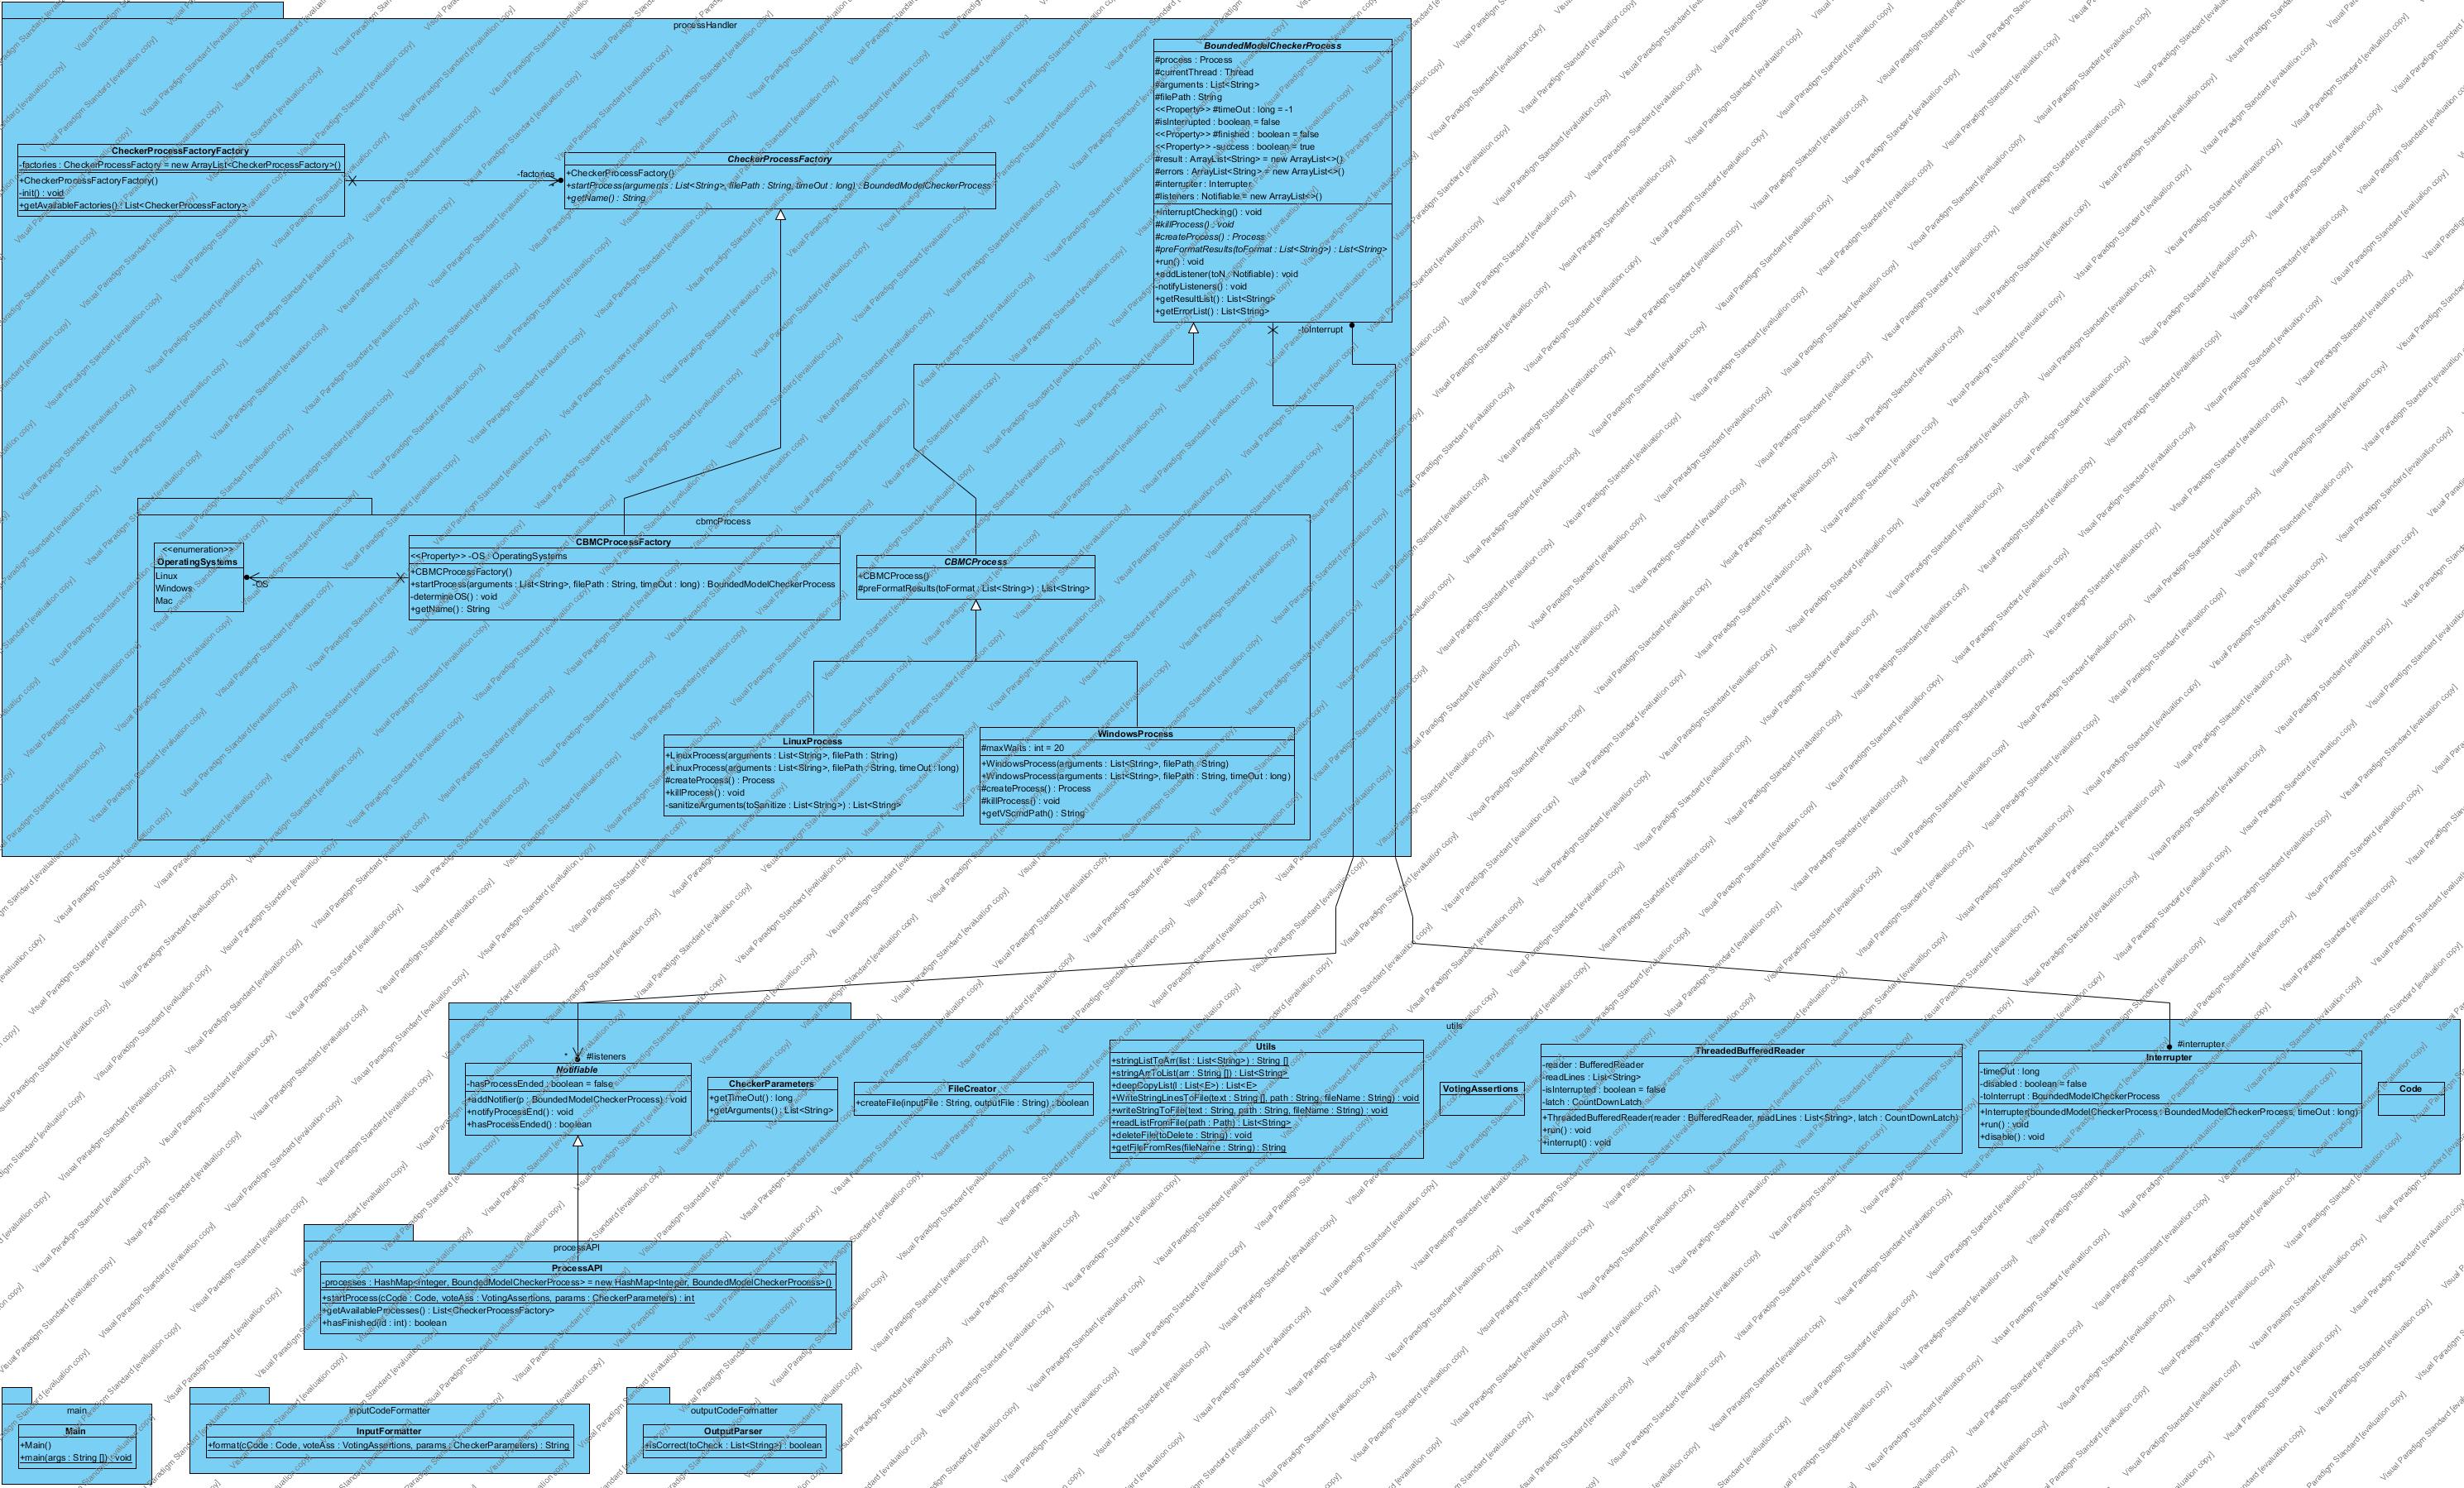 processHandler
BoundedModelCheckerProcess
#process : Process
#currentThread : Thread
#arguments : List<String>
#filePath : String
<<Property>> #timeOut : long = -1
#isInterrupted : boolean = false
<<Property>> #finished : boolean = false
<<Property>> -success : boolean = true
#result : ArrayList<String> = new ArrayList<>()
#errors : ArrayList<String> = new ArrayList<>()
#interrupter : Interrupter
#listeners : Notifiable = new ArrayList<>()
+interruptChecking() : void
#killProcess() : void
#createProcess() : Process
#preFormatResults(toFormat : List<String>) : List<String>
+run() : void
+addListener(toN : Notifiable) : void
-notifyListeners() : void
+getResultList() : List<String>
+getErrorList() : List<String>
-toInterrupt
CheckerProcessFactoryFactory
-factories : CheckerProcessFactory = new ArrayList<CheckerProcessFactory>()
+CheckerProcessFactoryFactory()
-init() : void
+getAvailableFactories() : List<CheckerProcessFactory>
-factories
CheckerProcessFactory
+CheckerProcessFactory()
+startProcess(arguments : List<String>, filePath : String, timeOut : long) : BoundedModelCheckerProcess
+getName() : String
cbmcProcess
<<enumeration>>
OperatingSystems
Linux
Windows
Mac
-OS
CBMCProcessFactory
<<Property>> -OS : OperatingSystems
+CBMCProcessFactory()
+startProcess(arguments : List<String>, filePath : String, timeOut : long) : BoundedModelCheckerProcess
-determineOS() : void
+getName() : String
CBMCProcess
+CBMCProcess()
#preFormatResults(toFormat : List<String>) : List<String>
LinuxProcess
+LinuxProcess(arguments : List<String>, filePath : String)
+LinuxProcess(arguments : List<String>, filePath : String, timeOut : long)
#createProcess() : Process
+killProcess() : void
-sanitizeArguments(toSanitize : List<String>) : List<String>
WindowsProcess
#maxWaits : int = 20
+WindowsProcess(arguments : List<String>, filePath : String)
+WindowsProcess(arguments : List<String>, filePath : String, timeOut : long)
#createProcess() : Process
#killProcess() : void
+getVScmdPath() : String
utils
*
#listeners
#interrupter
Notifiable
-hasProcessEnded : boolean = false
+addNotifier(p : BoundedModelCheckerProcess) : void
+notifyProcessEnd() : void
+hasProcessEnded() : boolean
CheckerParameters
+getTimeOut() : long
+getArguments() : List<String>
FileCreator
+createFile(inputFile : String, outputFile : String) : boolean
Utils
+stringListToArr(list : List<String>) : String []
+stringArrToList(arr : String []) : List<String>
+deepCopyList(l : List<E>) : List<E>
+WriteStringLinesToFile(text : String [], path : String, fileName : String) : void
+writeStringToFile(text : String, path : String, fileName : String) : void
+readListFromFile(path : Path) : List<String>
+deleteFile(toDelete : String) : void
+getFileFromRes(fileName : String) : String
VotingAssertions
ThreadedBufferedReader
-reader : BufferedReader
-readLines : List<String>
-isInterrupted : boolean = false
-latch : CountDownLatch
+ThreadedBufferedReader(reader : BufferedReader, readLines : List<String>, latch : CountDownLatch)
+run() : void
+interrupt() : void
Interrupter
-timeOut : long
-disabled : boolean = false
-toInterrupt : BoundedModelCheckerProcess
+Interrupter(boundedModelCheckerProcess : BoundedModelCheckerProcess, timeOut : long)
+run() : void
+disable() : void
Code
processAPI
ProcessAPI
-processes : HashMap<Integer, BoundedModelCheckerProcess> = new HashMap<Integer, BoundedModelCheckerProcess>()
+startProcess(cCode : Code, voteAss : VotingAssertions, params : CheckerParameters) : int
+getAvailableProcesses() : List<CheckerProcessFactory>
+hasFinished(id : int) : boolean
main
Main
+Main()
+main(args : String []) : void
inputCodeFormatter
InputFormatter
+format(cCode : Code, voteAss : VotingAssertions, params : CheckerParameters) : String
outputCodeFormatter
OutputParser
+isCorrect(toCheck : List<String>) : boolean
Visual Paradigm Standard [evaluation copy]